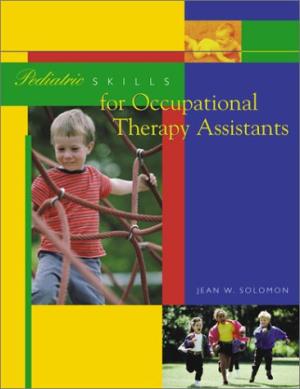 Pediatric SKILLS
for Occupational
Therapy Assistants
JEAN W. SOLOMON